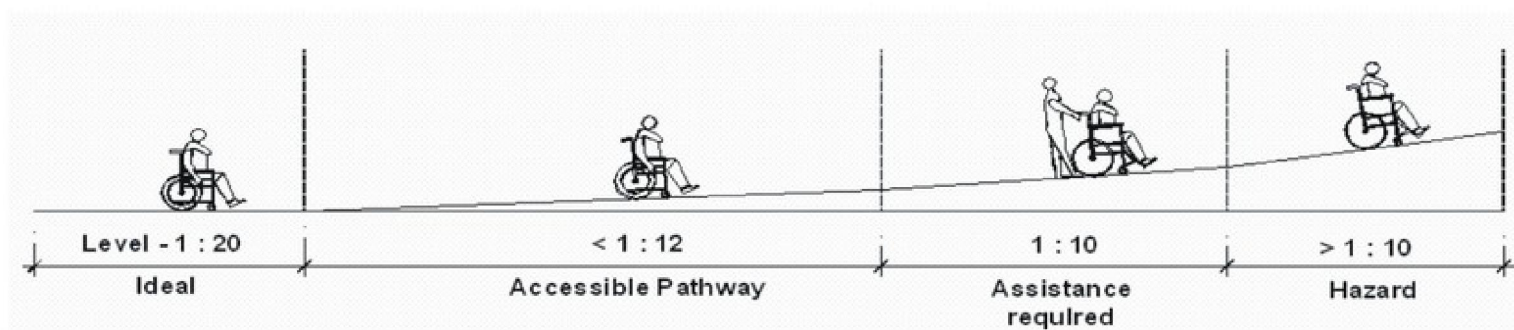 Level - 1 : 20
< 1 : 12
1 : 10
> 1 : 10
Ideal
Accessible Pathway
Assistance
required
Hazard